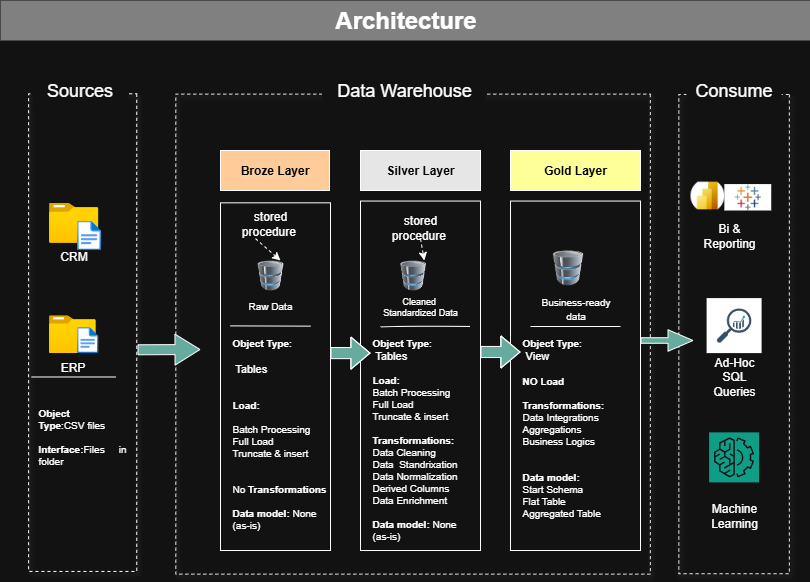 Architecture
Sources
CRM
ERP
Object
Type:CSV files
Interface:Files in
folder
Data Warehouse
Broze Layer
stored
procedure
Raw Data
Object Type:
Tables
Load:
Batch Processing
Full Load
Truncate & insert
No Transformations
Data model: None
(as-is)
Silver Layer
stored
procedure
Cleaned
Standardized Data
Object Type:
Tables
Load:
Batch Processing
Full Load
Truncate & insert
Transformations:
Data Cleaning
Data Standrixation
Data Normalization
Derived Columns
Data Enrichment
Data model: None
(as-is)
Gold Layer
Business-ready
data
Object Type:
View
NO Load
Transformations:
Data Integrations
Aggregations
Business Logics
Data model:
Start Schema
Flat Table
Aggregated Table
Consume
Bi &
Reporting
Ad-Hoc
SQL
Queries
Machine
Learning